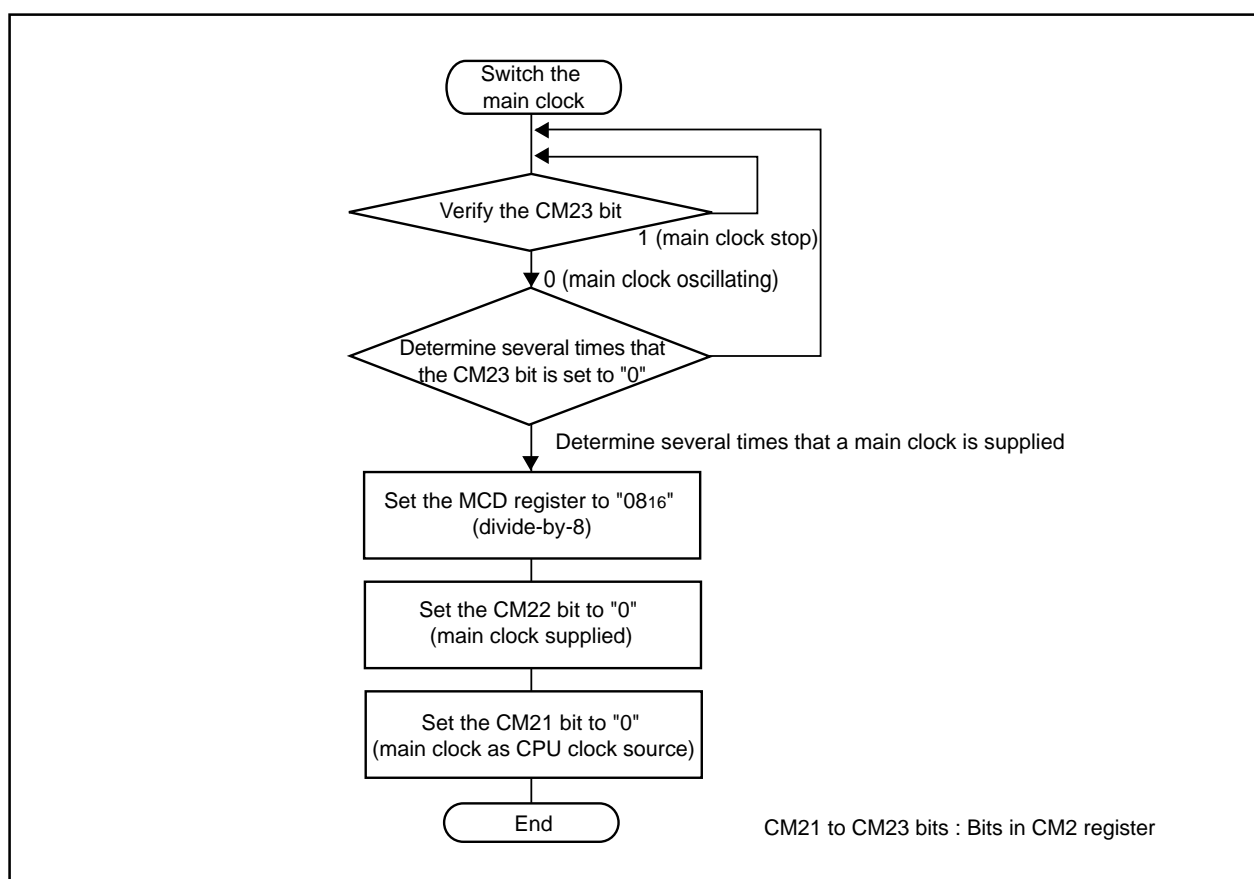 Switch the
main clock
Verify the CM23 bit
1 (main clock stop)
0 (main clock oscillating)
Determine several times that
the CM23 bit is set to "0"
Determine several times that a main clock is supplied
Set the MCD register to "0816"
(divide-by-8)
Set the CM22 bit to "0"
(main clock supplied)
Set the CM21 bit to "0"
(main clock as CPU clock source)
End
CM21 to CM23 bits : Bits in CM2 register